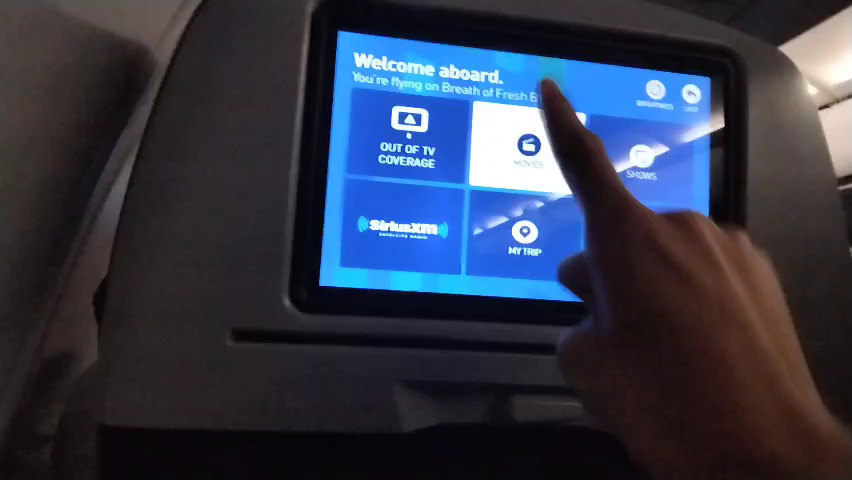 Welcome aboard.
You're flying on Breath of Fresh
BRIGHTNESS
LAST
OUT OF TV
COVERAGE
MOVIES
SHOWS
SiriusXM
SATELLITE RADIO
MY TRIP